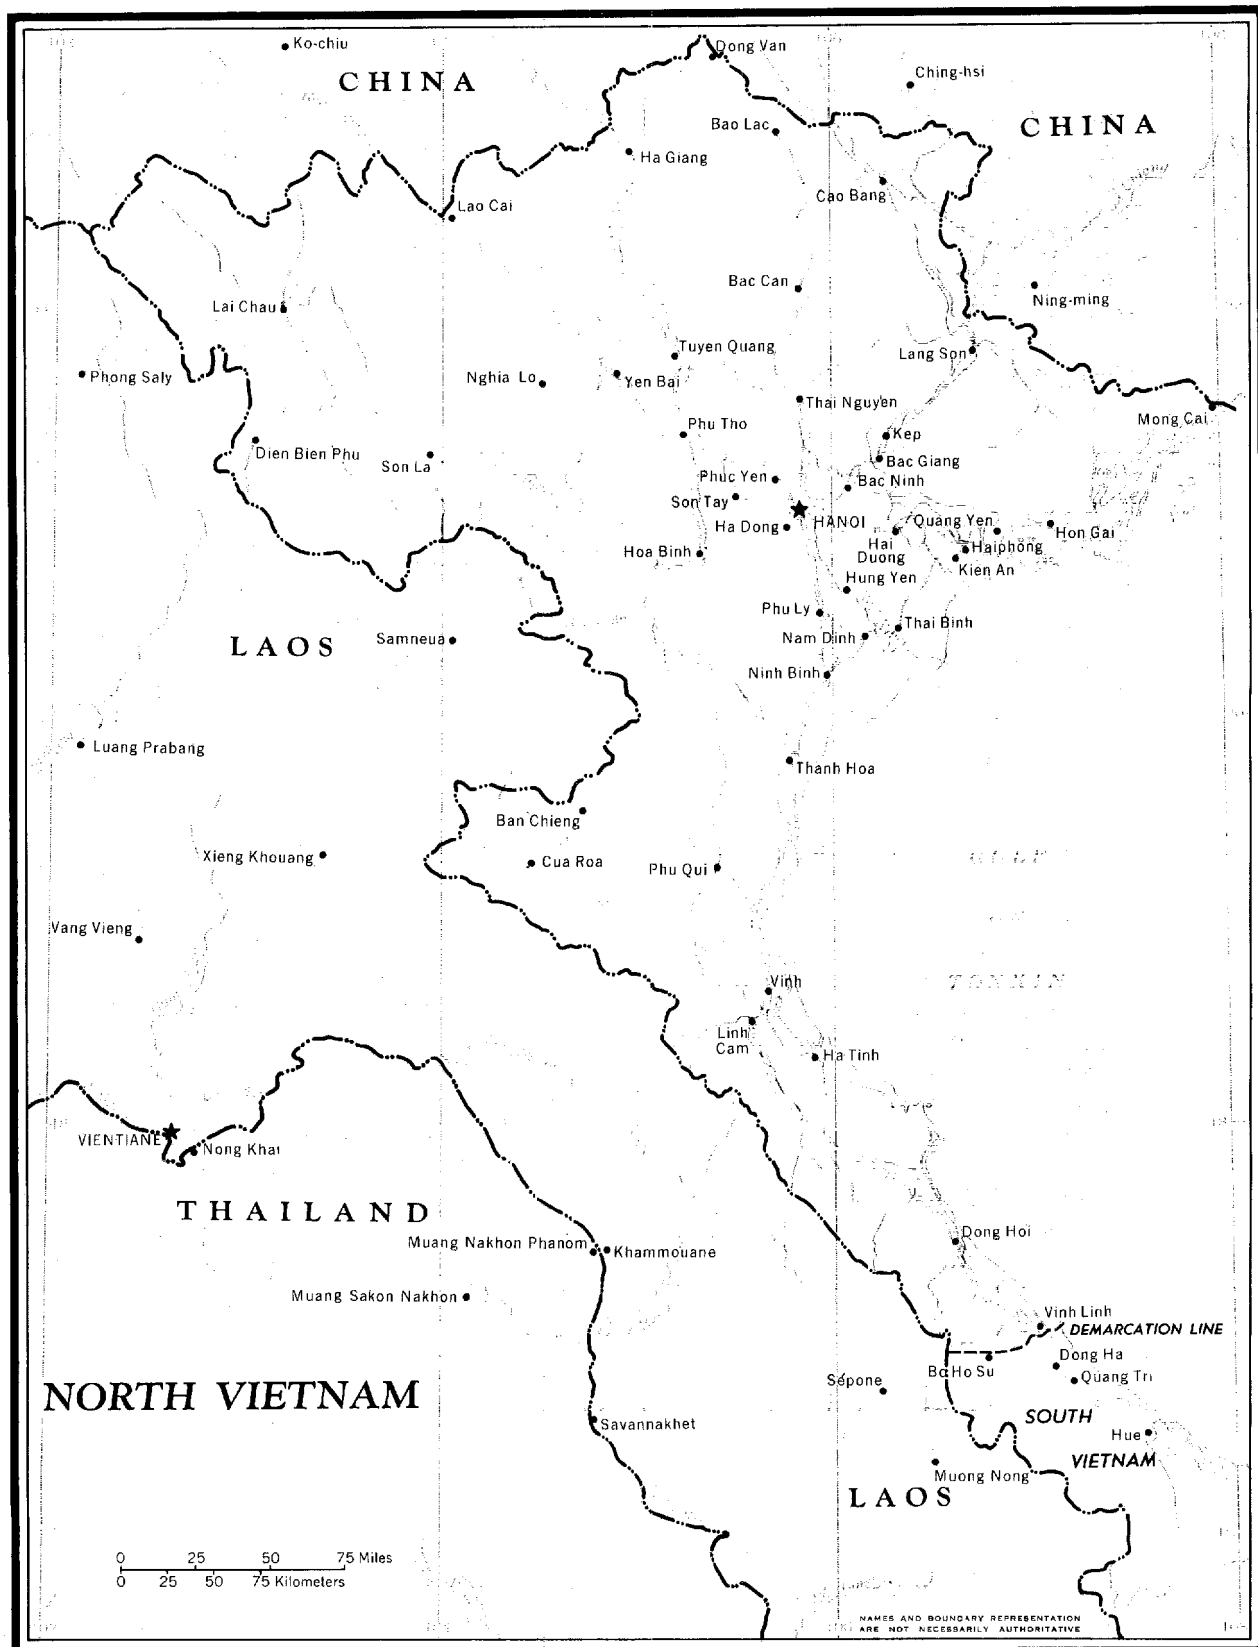 Ko-chiu
Dong Van
CHINA
Ching-hsi
Bao Lac
CHINA
Ha Giang
Cao Bang
Lao Cai
Bac Can
Ning-ming
Lai Chau
Tuyen Quang
Lang Son
Phong Saly
Nghia Lo
Yen Bai
Thai Nguyen
Mong Cai
Phu Tho
Kep
Dien Bien Phu
Son La
Bac Giang
Phuc Yen
Bac Ninh
Son Tay
Ha Dong
HANOI
Quang Yen
Hon Gai
Hai
Duong
Haiphong
Hoa Binh
Kien An
Hung Yen
Phu Ly
Thai Binh
LAOS
Samneua
Nam Dinh
Ninh Binh
Luang Prabang
Thanh Hoa
Ban Chieng
Xieng Khouang
Cua Roa
Phu Qui
GULF
Vang Vieng
TONKIN
Vinh
Linh
Cam
Ha Tinh
VIENTIANE
Nong Khai
THAILAND
Dong Hoi
Muang Nakhon Phanom
Khammouane
Muang Sakon Nakhon
Vinh Linh
DEMARCATION LINE
Dong Ha
Bo Ho Su
Sépone
Quang Tri
NORTH VIETNAM
SOUTH
VIETNAM
Savannakhet
Hue
Muong Nong
LAOS
0 25 50 75 Miles
0 25 50 75 Kilometers
NAMES AND BOUNDARY REPRESENTATION
ARE NOT NECESSARILY AUTHORITATIVE